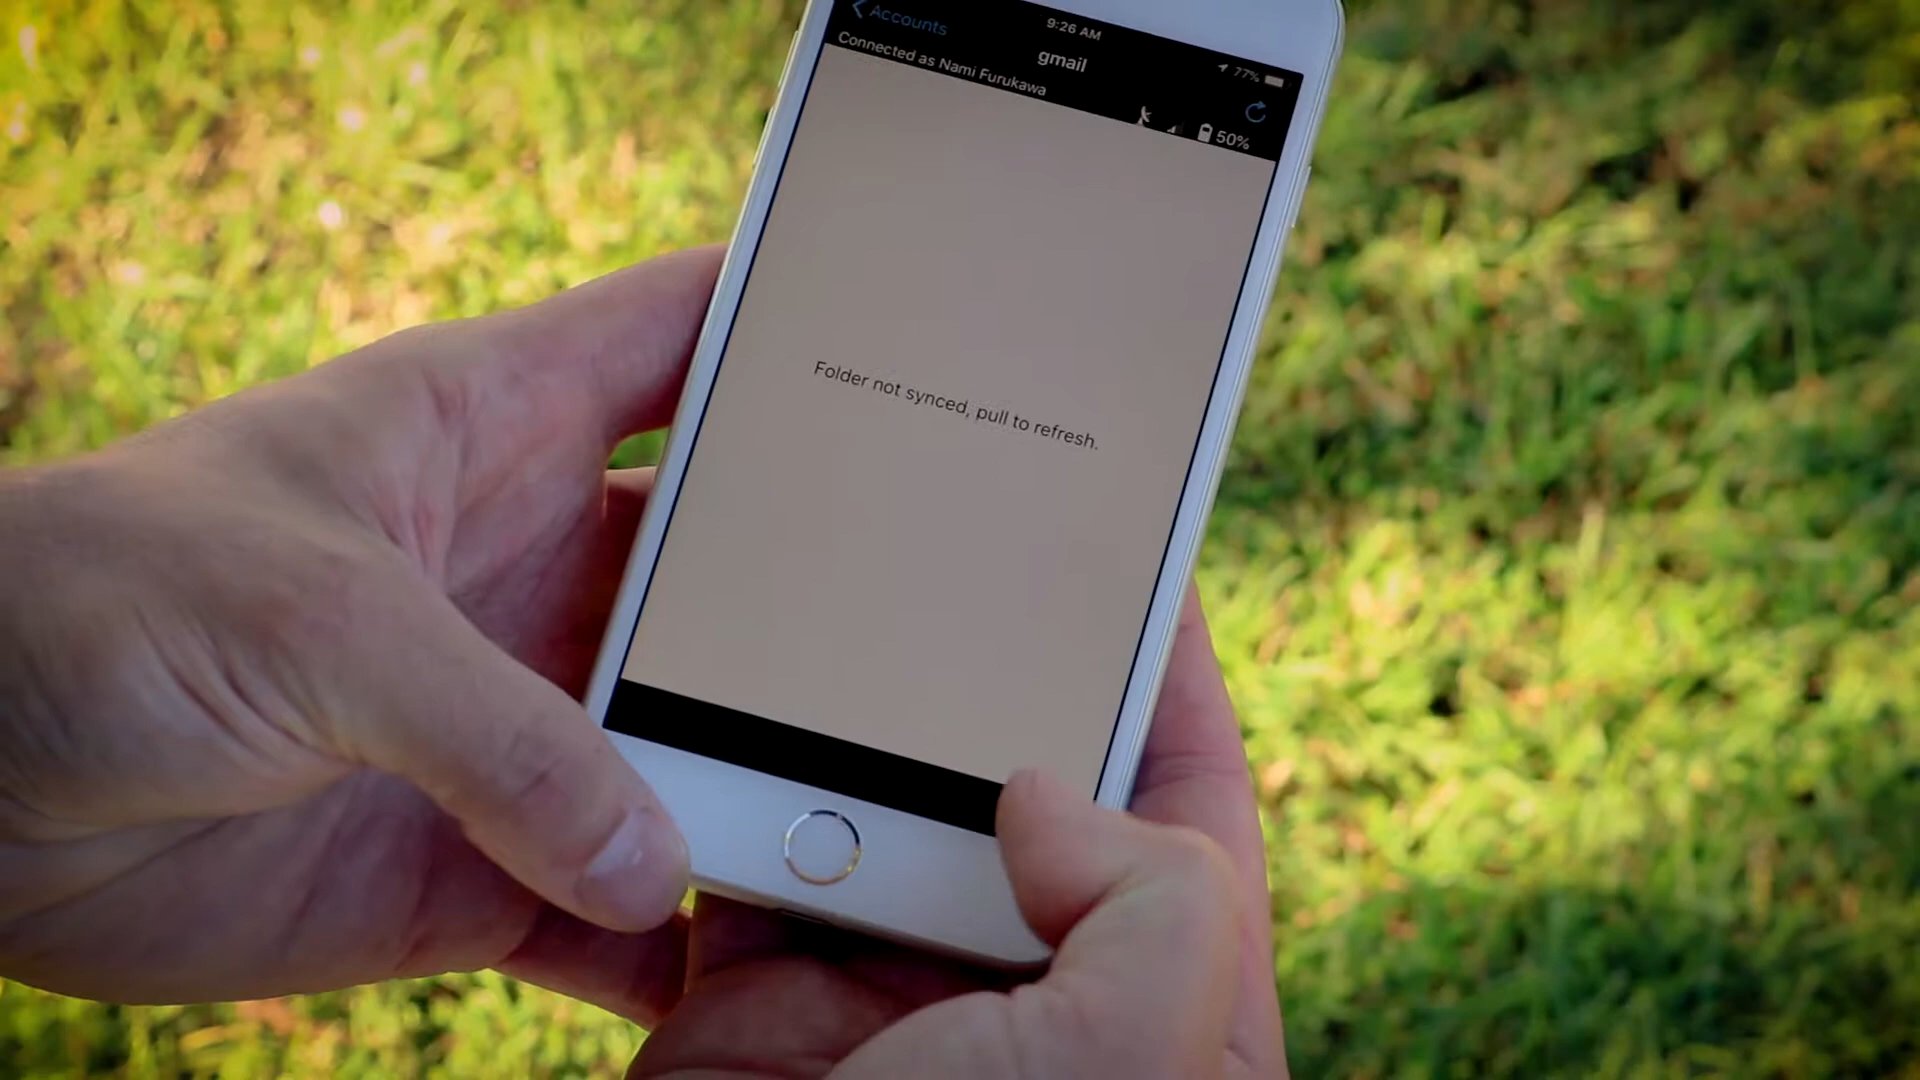 Accounts
9:26 AM
77%
gmail
Connected as Nami Furukawa
50%
Folder not synced, pull to refresh.